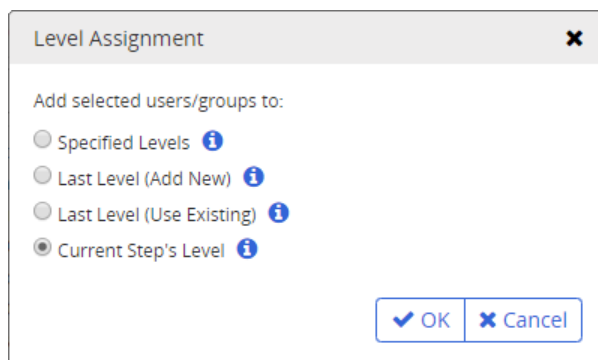 Level Assignment
Add selected users/groups to:
Specified Levels
Last Level (Add New)
Last Level (Use Existing)
Current Step's Level
OK Cancel